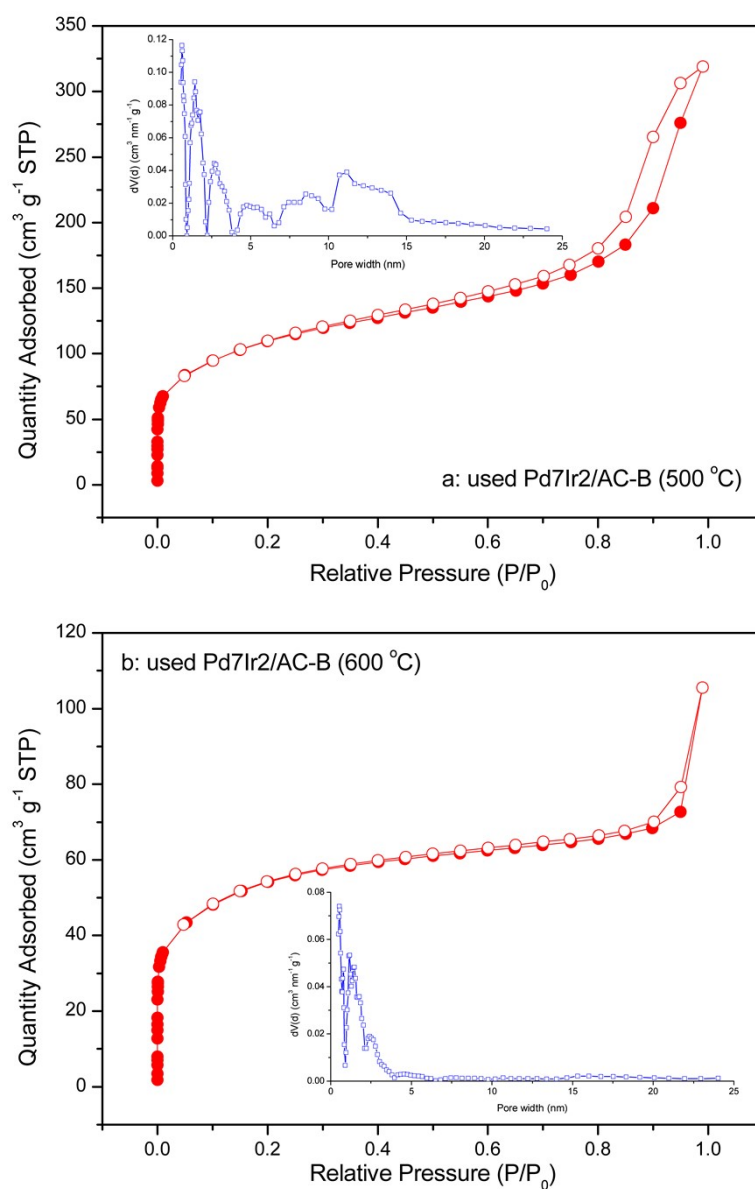 350
300
250
200
150
100
50
0
Quantity Adsorbed (cm³ g⁻¹ STP)
0.12
0.10
0.08
0.06
0.04
0.02
0.00
dV(d) (cm³ nm⁻¹ g⁻¹)
0 5 10 15 20 25
Pore width (nm)
a: used Pd7Ir2/AC-B (500 °C)
0.0 0.2 0.4 0.6 0.8 1.0
Relative Pressure (P/P₀)
120
100
80
60
40
20
0
Quantity Adsorbed (cm³ g⁻¹ STP)
b: used Pd7Ir2/AC-B (600 °C)
0.08
0.06
0.04
0.02
0.00
dV(d) (cm³ nm⁻¹ g⁻¹)
0 5 10 15 20 25
Pore width (nm)
0.0 0.2 0.4 0.6 0.8 1.0
Relative Pressure (P/P₀)